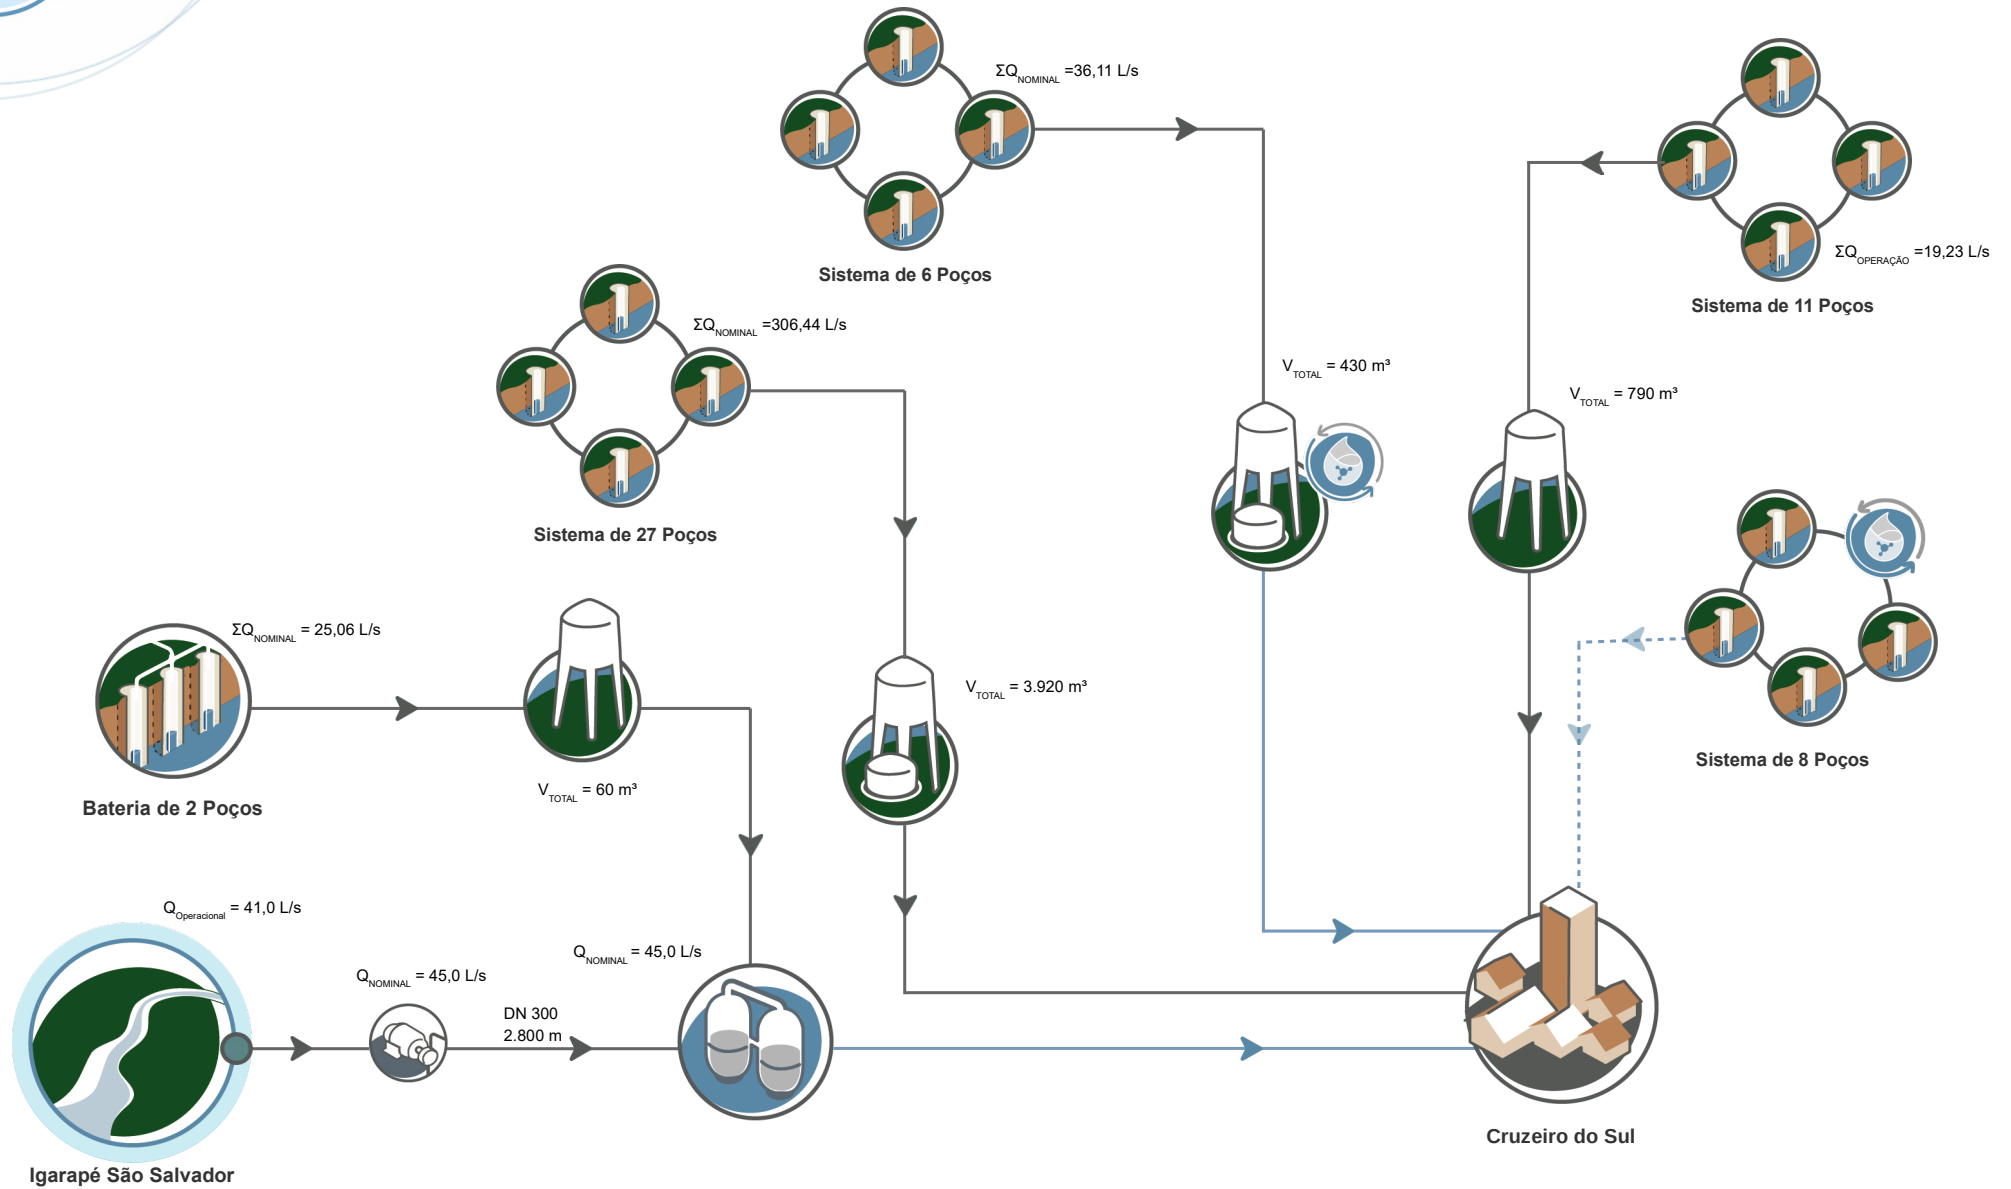 ΣQNOMINAL =36,11 L/s
Sistema de 6 Poços
ΣQOPERAÇÃO =19,23 L/s
Sistema de 11 Poços
ΣQNOMINAL =306,44 L/s
Sistema de 27 Poços
VTOTAL = 430 m³
VTOTAL = 790 m³
ΣQNOMINAL = 25,06 L/s
Bateria de 2 Poços
VTOTAL = 60 m³
VTOTAL = 3.920 m³
Sistema de 8 Poços
QOperacional = 41,0 L/s
Igarapé São Salvador
QNOMINAL = 45,0 L/s
DN 300
2.800 m
QNOMINAL = 45,0 L/s
Cruzeiro do Sul